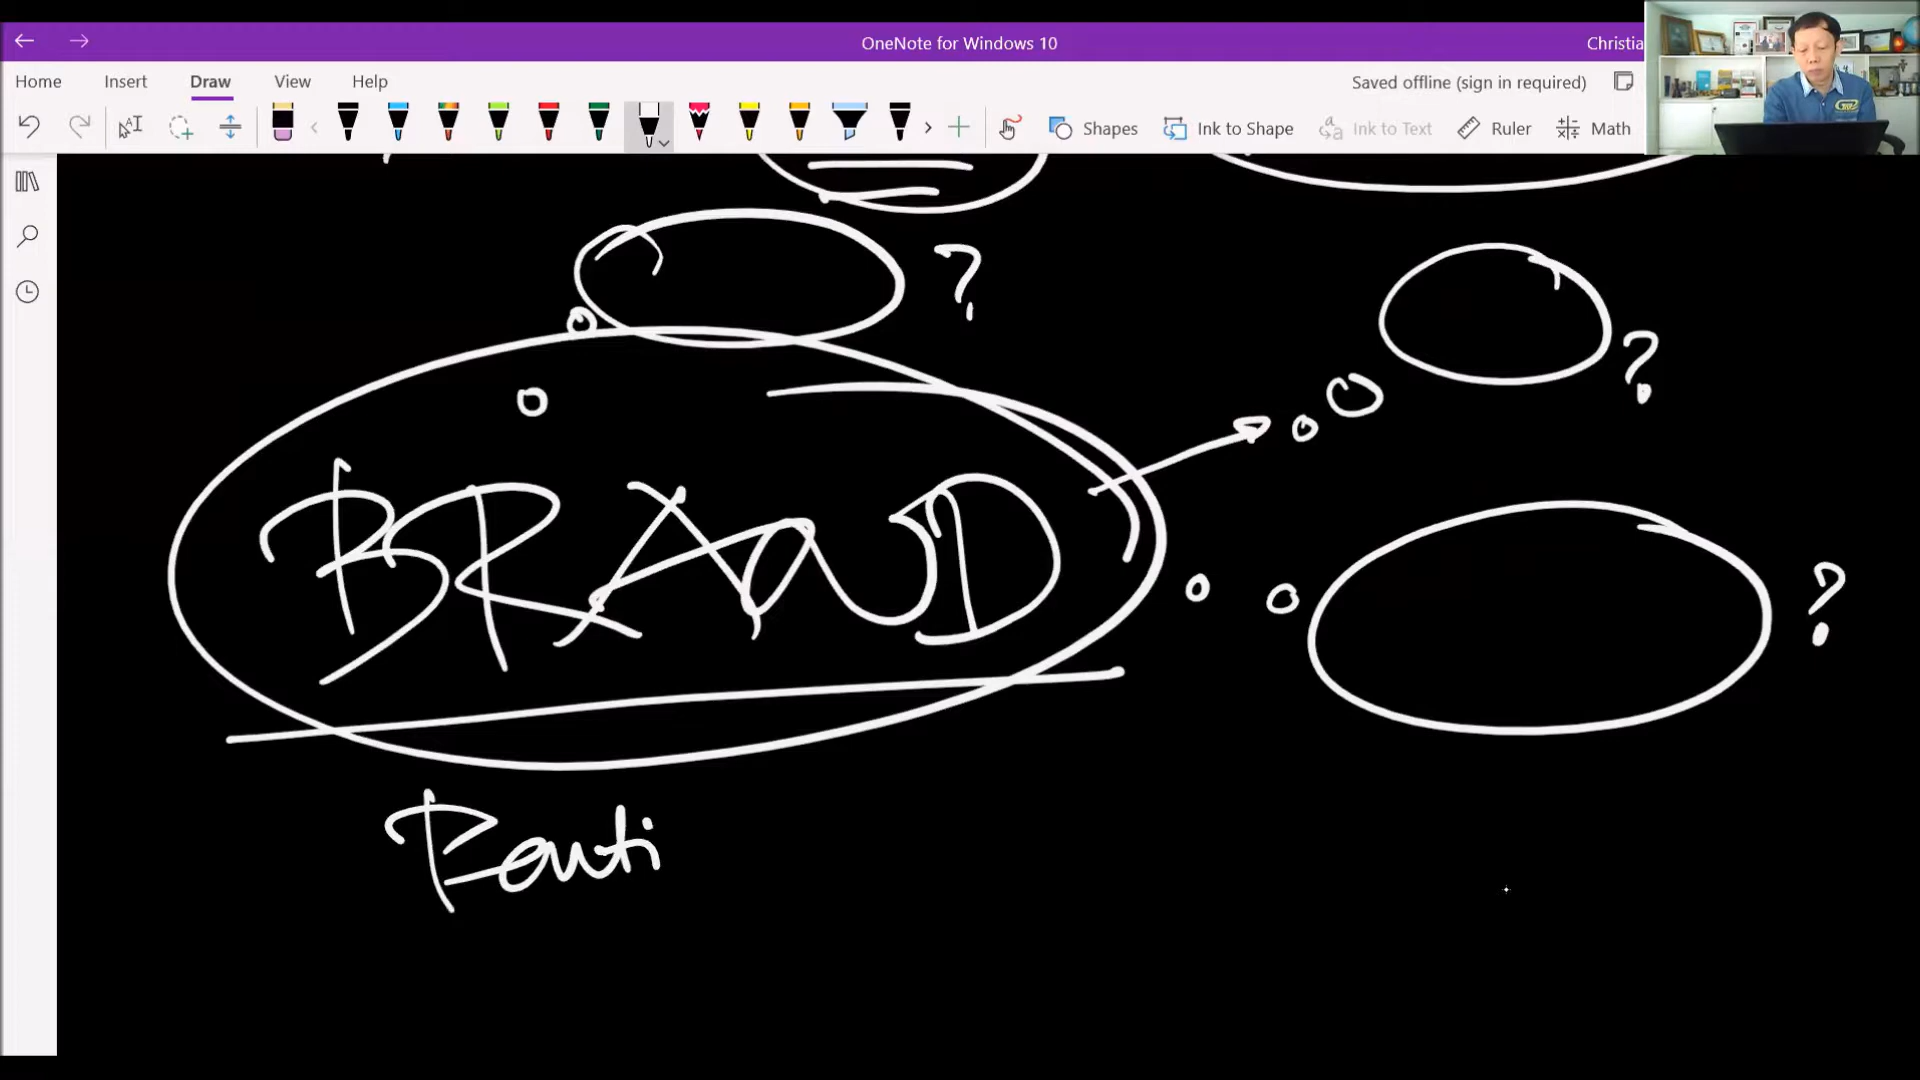 OneNote for Windows 10
Christia
Home Insert Draw View Help
Saved offline (sign in required)
Shapes Ink to Shape Ink to Text Ruler Math
?
?
BRAND
?